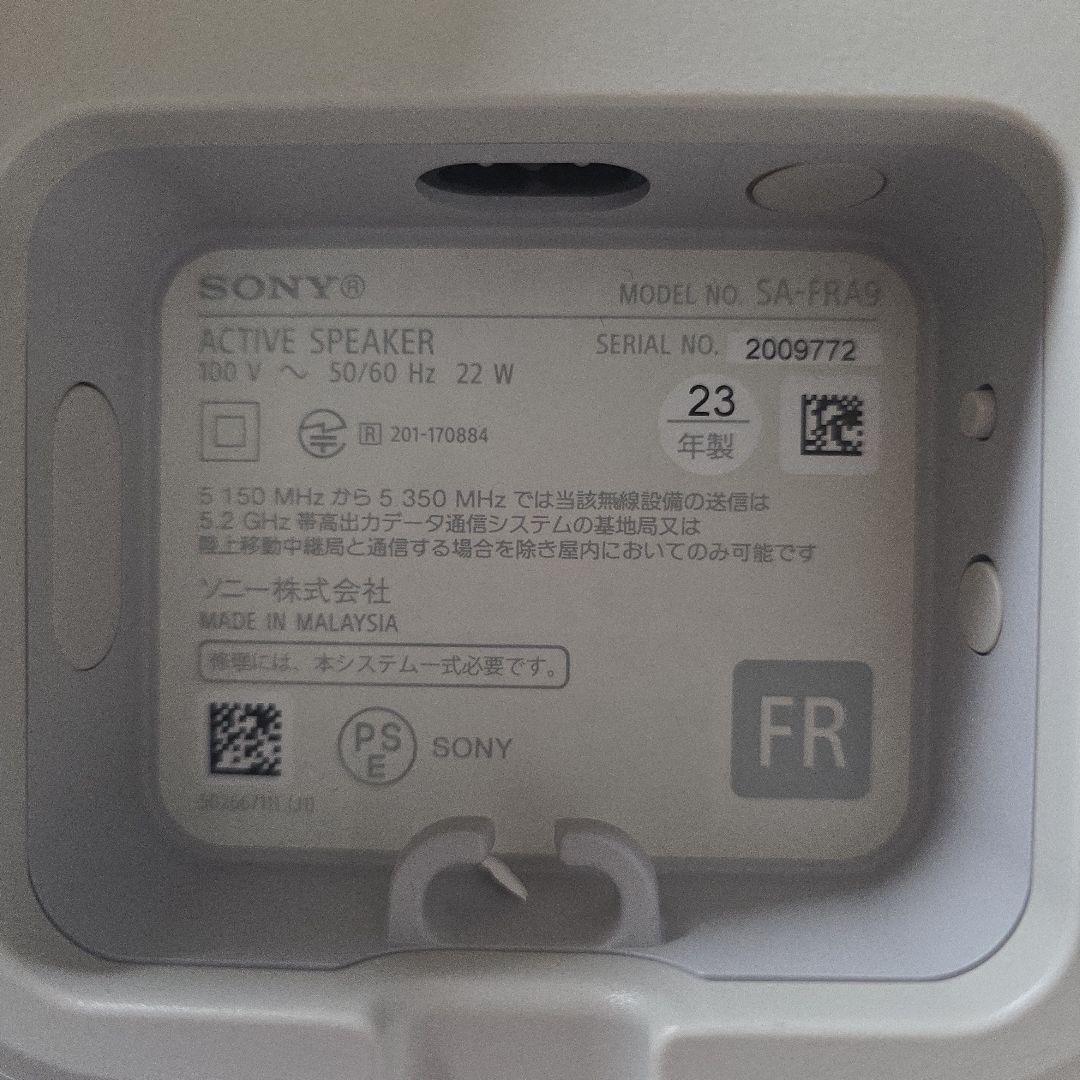 SONY®
MODEL NO. SA-FRA9
ACTIVE SPEAKER
SERIAL NO. 2009772
100 V ～ 50/60 Hz 22 W
23
年製
R 201-170884
5 150 MHz から 5 350 MHz では当該無線設備の送信は
5.2 GHz 帯高出力データ通信システムの基地局又は
陸上移動中継局と通信する場合を除き屋内においてのみ可能です
ソニー株式会社
MADE IN MALAYSIA
修理には、本システム一式必要です。
PSE SONY
FR